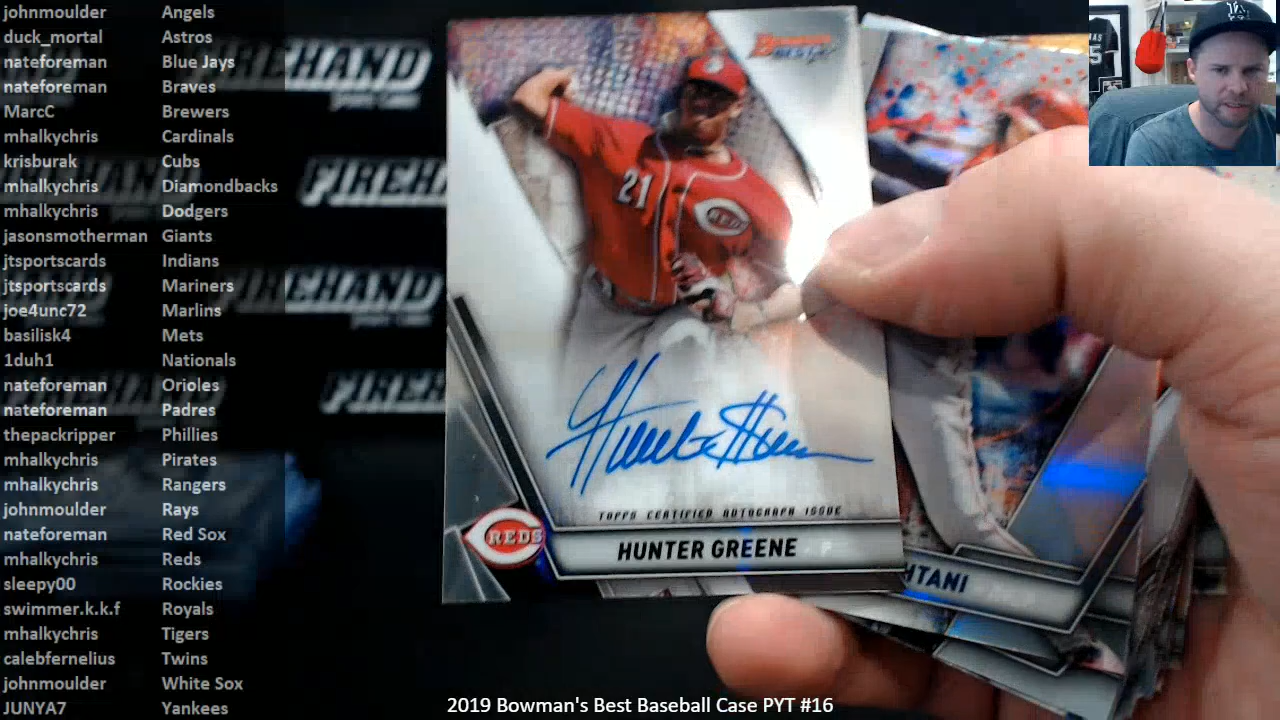 johnmoulder Angels
duck_mortal Astros
nateforeman Blue Jays
nateforeman Braves
MarcC Brewers
mhalkychris Cardinals
krisburak Cubs
mhalkychris Diamondbacks
mhalkychris Dodgers
jasonsmotherman Giants
jtsportscards Indians
jtsportscards Mariners
joe4unc72 Marlins
basilisk4 Mets
1duh1 Nationals
nateforeman Orioles
nateforeman Padres
thepackripper Phillies
mhalkychris Pirates
mhalkychris Rangers
johnmoulder Rays
nateforeman Red Sox
mhalkychris Reds
sleepy00 Rockies
swimmer.k.k.f Royals
mhalkychris Tigers
calebfernelius Twins
johnmoulder White Sox
JUNYA7 Yankees
FIREHAND
Bowman's Best
21
REDS
TOPPS CERTIFIED AUTOGRAPH ISSUE
REDS
HUNTER GREENE P
HTANI
2019 Bowman's Best Baseball Case PYT #16